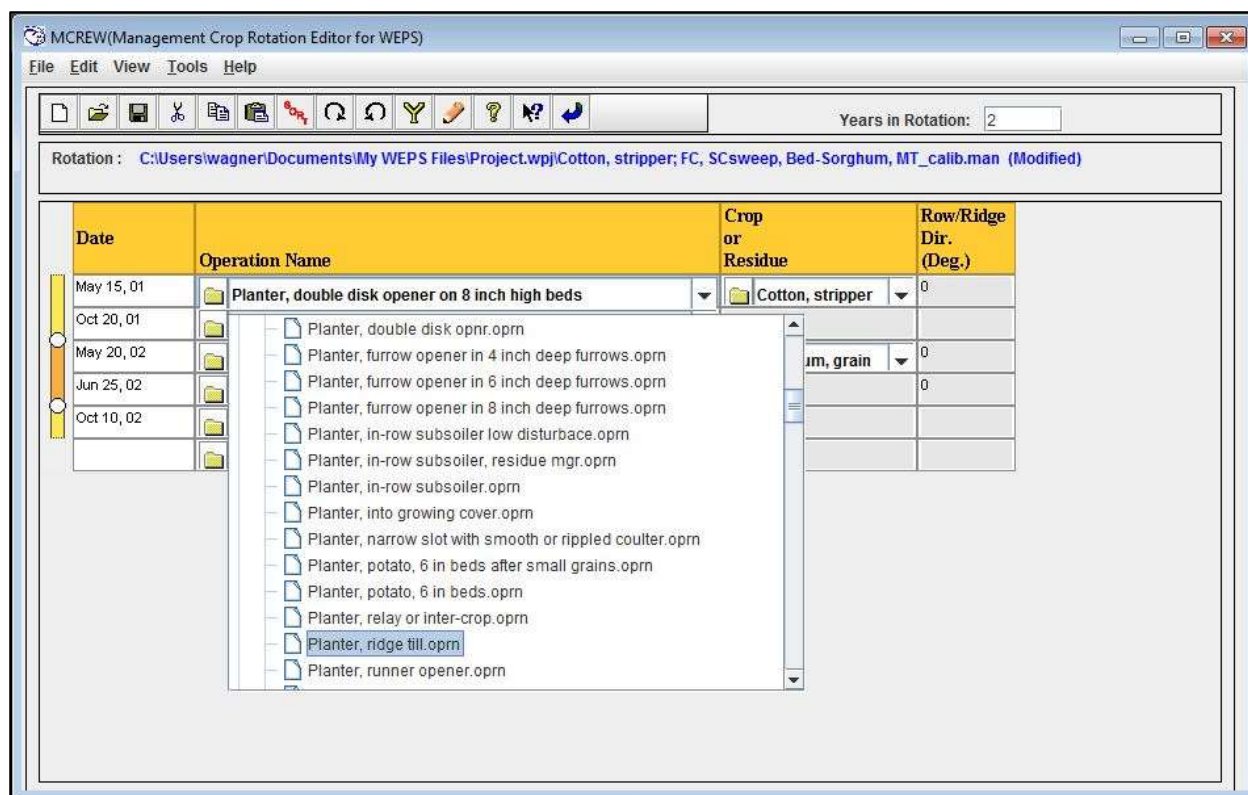 MCREW(Management Crop Rotation Editor for WEPS)
File Edit View Tools Help
SORT
Years in Rotation: 2
Rotation : C:\Users\wagner\Documents\My WEPS Files\Project.wpj\Cotton, stripper; FC, SCsweep, Bed-Sorghum, MT_calib.man (Modified)
Date Operation Name Crop or Residue Row/Ridge Dir. (Deg.)
May 15, 01 Planter, double disk opener on 8 inch high beds Cotton, stripper 0
Oct 20, 01
May 20, 02 um, grain 0
Jun 25, 02 0
Oct 10, 02
Planter, double disk opnr.oprn
Planter, furrow opener in 4 inch deep furrows.oprn
Planter, furrow opener in 6 inch deep furrows.oprn
Planter, furrow opener in 8 inch deep furrows.oprn
Planter, in-row subsoiler low disturbace.oprn
Planter, in-row subsoiler, residue mgr.oprn
Planter, in-row subsoiler.oprn
Planter, into growing cover.oprn
Planter, narrow slot with smooth or rippled coulter.oprn
Planter, potato, 6 in beds after small grains.oprn
Planter, potato, 6 in beds.oprn
Planter, relay or inter-crop.oprn
Planter, ridge till.oprn
Planter, runner opener.oprn